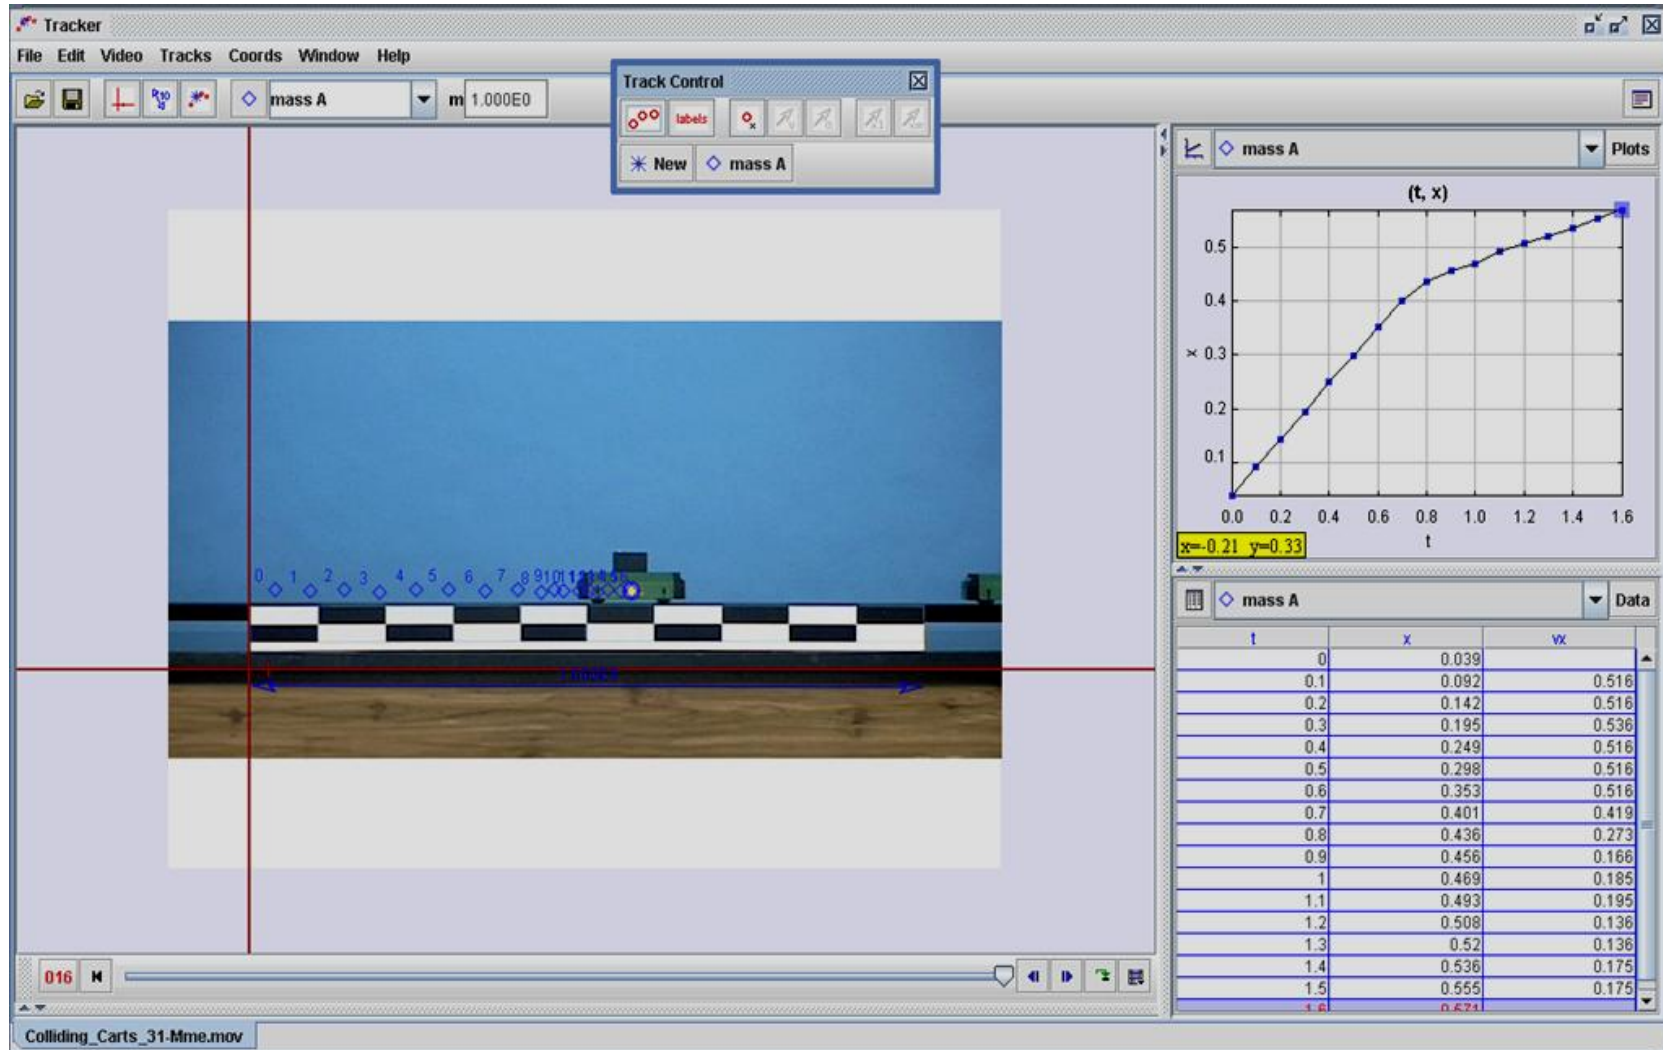 Tracker
File Edit Video Tracks Coords Window Help
mass A m 1.000E0
Track Control
labels
New mass A
mass A Plots
(t, x)
0.5
0.4
x 0.3
0.2
0.1
0.0 0.2 0.4 0.6 0.8 1.0 1.2 1.4 1.6
t
x=-0.21 y=0.33
0 1 2 3 4 5 6 7 8 9 10 11
mass A Data
t x vx
0 0.039
0.1 0.092 0.516
0.2 0.142 0.516
0.3 0.195 0.536
0.4 0.249 0.516
0.5 0.298 0.516
0.6 0.353 0.516
0.7 0.401 0.419
0.8 0.436 0.273
0.9 0.456 0.166
1 0.469 0.185
1.1 0.493 0.195
1.2 0.508 0.136
1.3 0.52 0.136
1.4 0.536 0.175
1.5 0.555 0.175
1.6 0.571
016
Colliding_Carts_31-Mme.mov